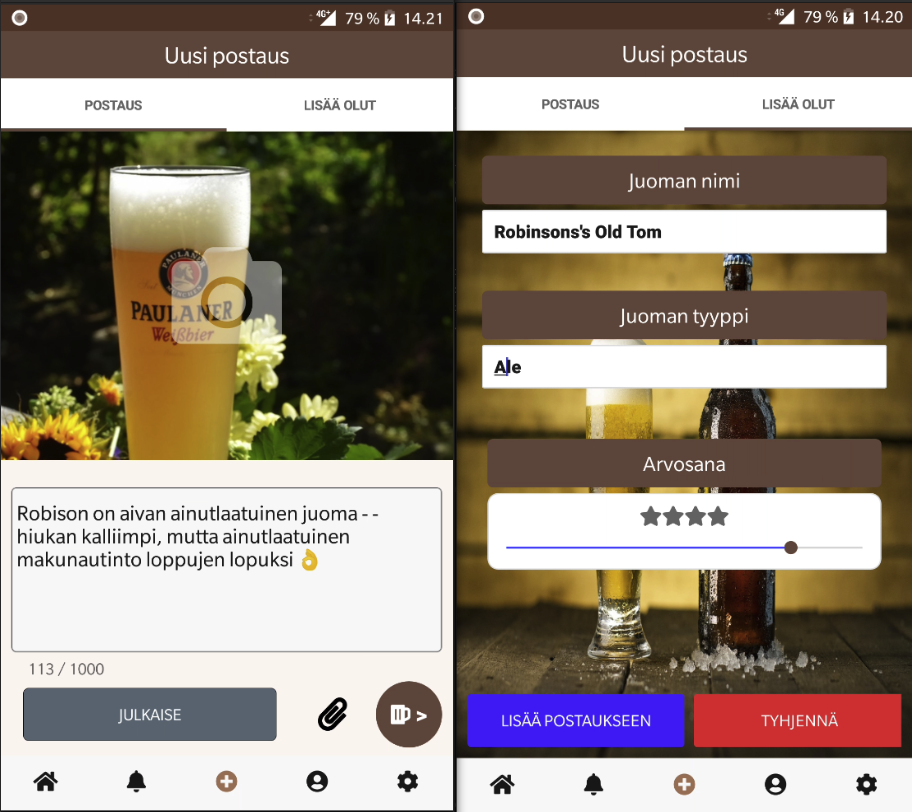 4G+ 79 % 14.21
Uusi postaus
POSTAUS LISÄÄ OLUT
PAULANER
MÜNCHEN
PAULANER
Weißbier
Robison on aivan ainutlaatuinen juoma - -
hiukan kalliimpi, mutta ainutlaatuinen
makunautinto loppujen lopuksi 👌
113 / 1000
JULKAISE
>
4G 79 % 14.20
Uusi postaus
POSTAUS LISÄÄ OLUT
Juoman nimi
Robinsons's Old Tom
Juoman tyyppi
Ale
Arvosana
LISÄÄ POSTAUKSEEN TYHJENNÄ